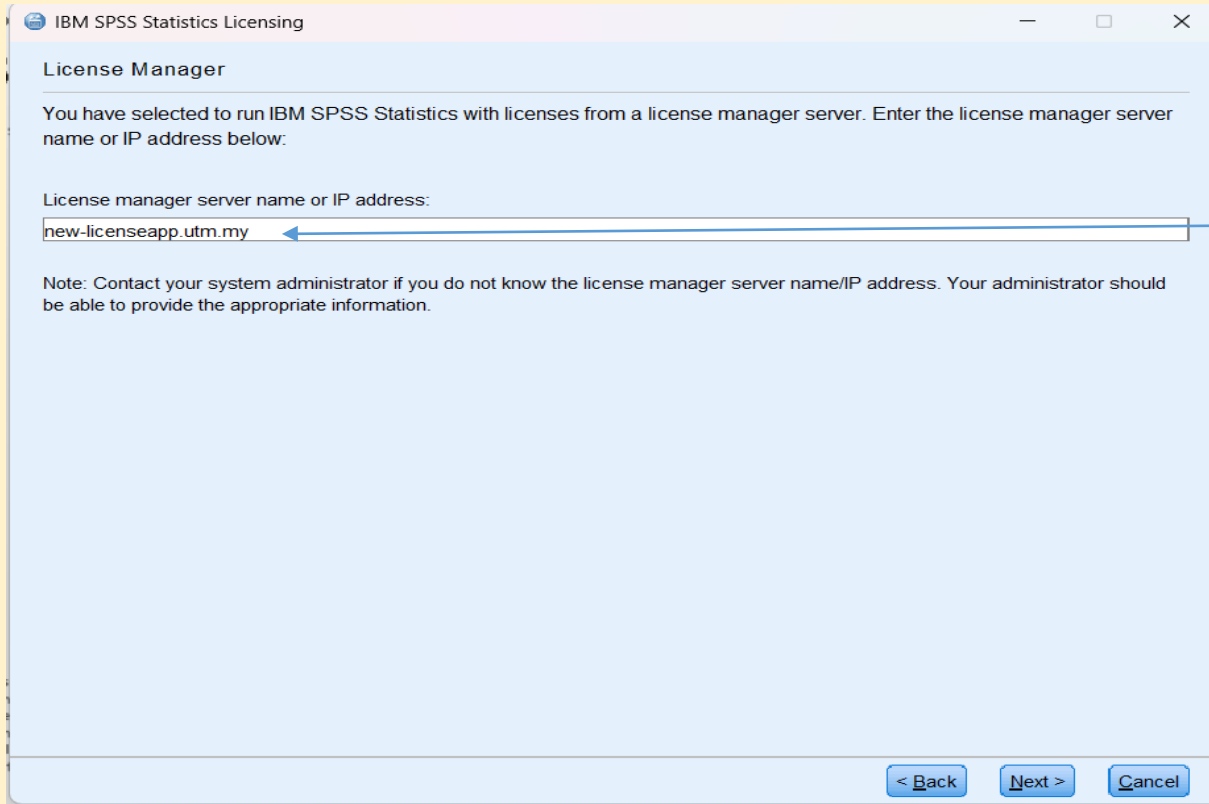 IBM SPSS Statistics Licensing
License Manager
You have selected to run IBM SPSS Statistics with licenses from a license manager server. Enter the license manager server
name or IP address below:
License manager server name or IP address:
new-licenseapp.utm.my
Note: Contact your system administrator if you do not know the license manager server name/IP address. Your administrator should
be able to provide the appropriate information.
< Back
Next >
Cancel